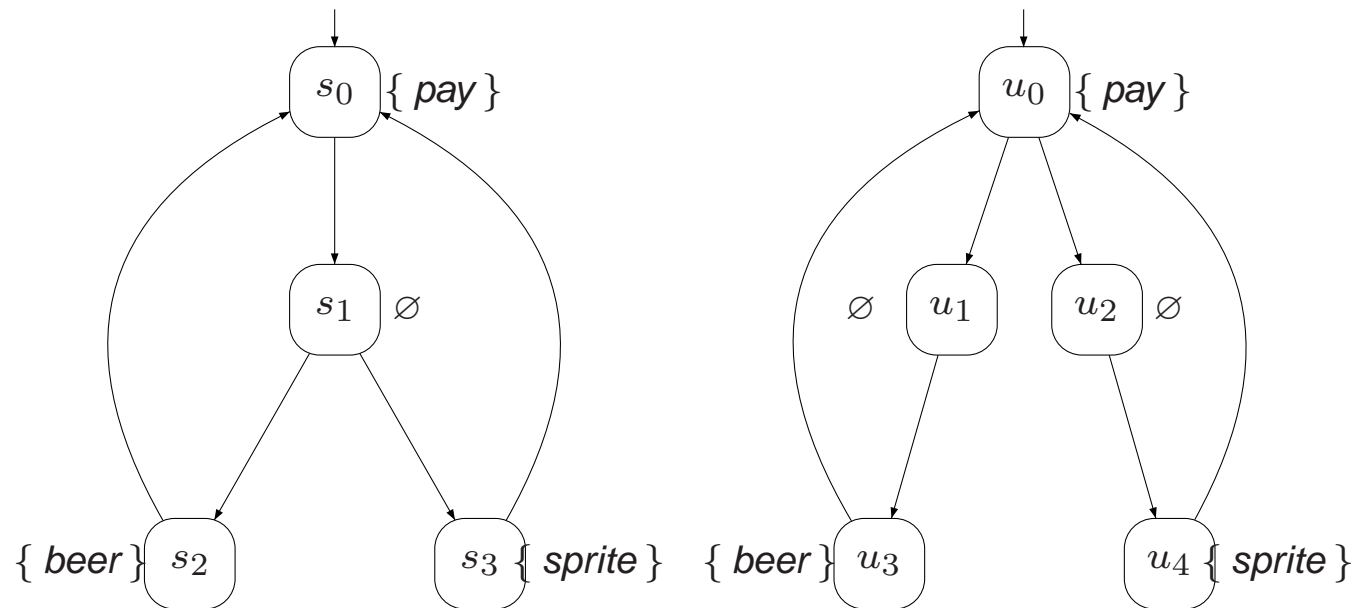 s₀ { pay } u₀ { pay }
s₁ ∅ ∅ u₁ u₂ ∅
{ beer } s₂ s₃ { sprite } { beer } u₃ u₄ { sprite }